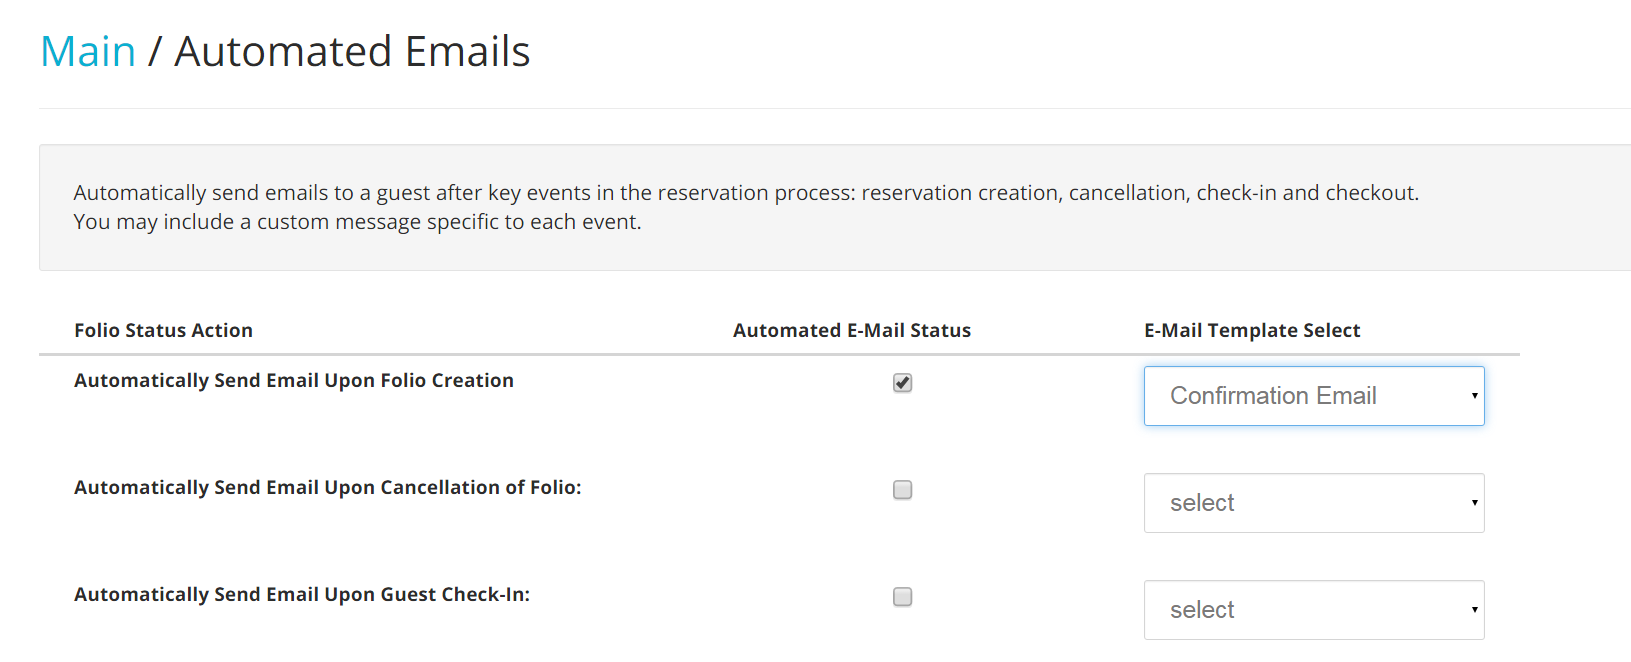 Main / Automated Emails
Automatically send emails to a guest after key events in the reservation process: reservation creation, cancellation, check-in and checkout.
You may include a custom message specific to each event.
Folio Status Action Automated E-Mail Status E-Mail Template Select
Automatically Send Email Upon Folio Creation Confirmation Email
Automatically Send Email Upon Cancellation of Folio: select
Automatically Send Email Upon Guest Check-In: select